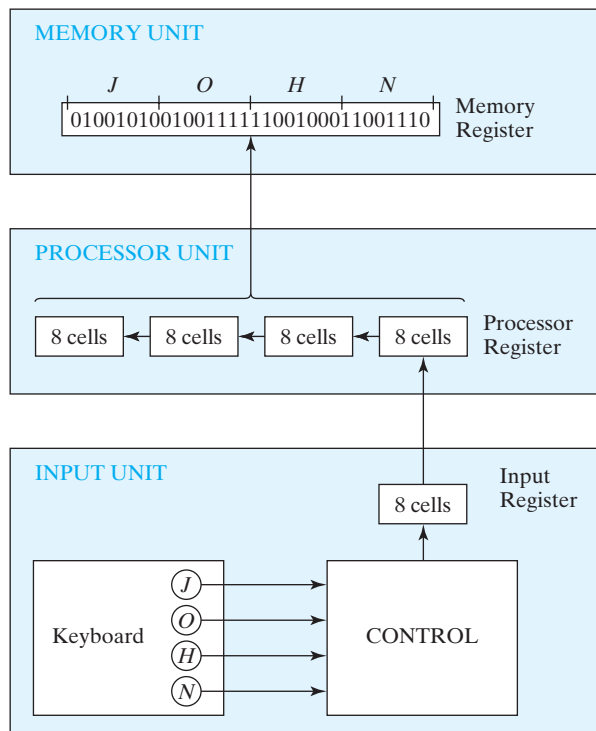 MEMORY UNIT
J O H N
01001010010011111100100011001110
Memory
Register
PROCESSOR UNIT
8 cells 8 cells 8 cells 8 cells
Processor
Register
INPUT UNIT
Input
Register
8 cells
Keyboard
J
O
H
N
CONTROL